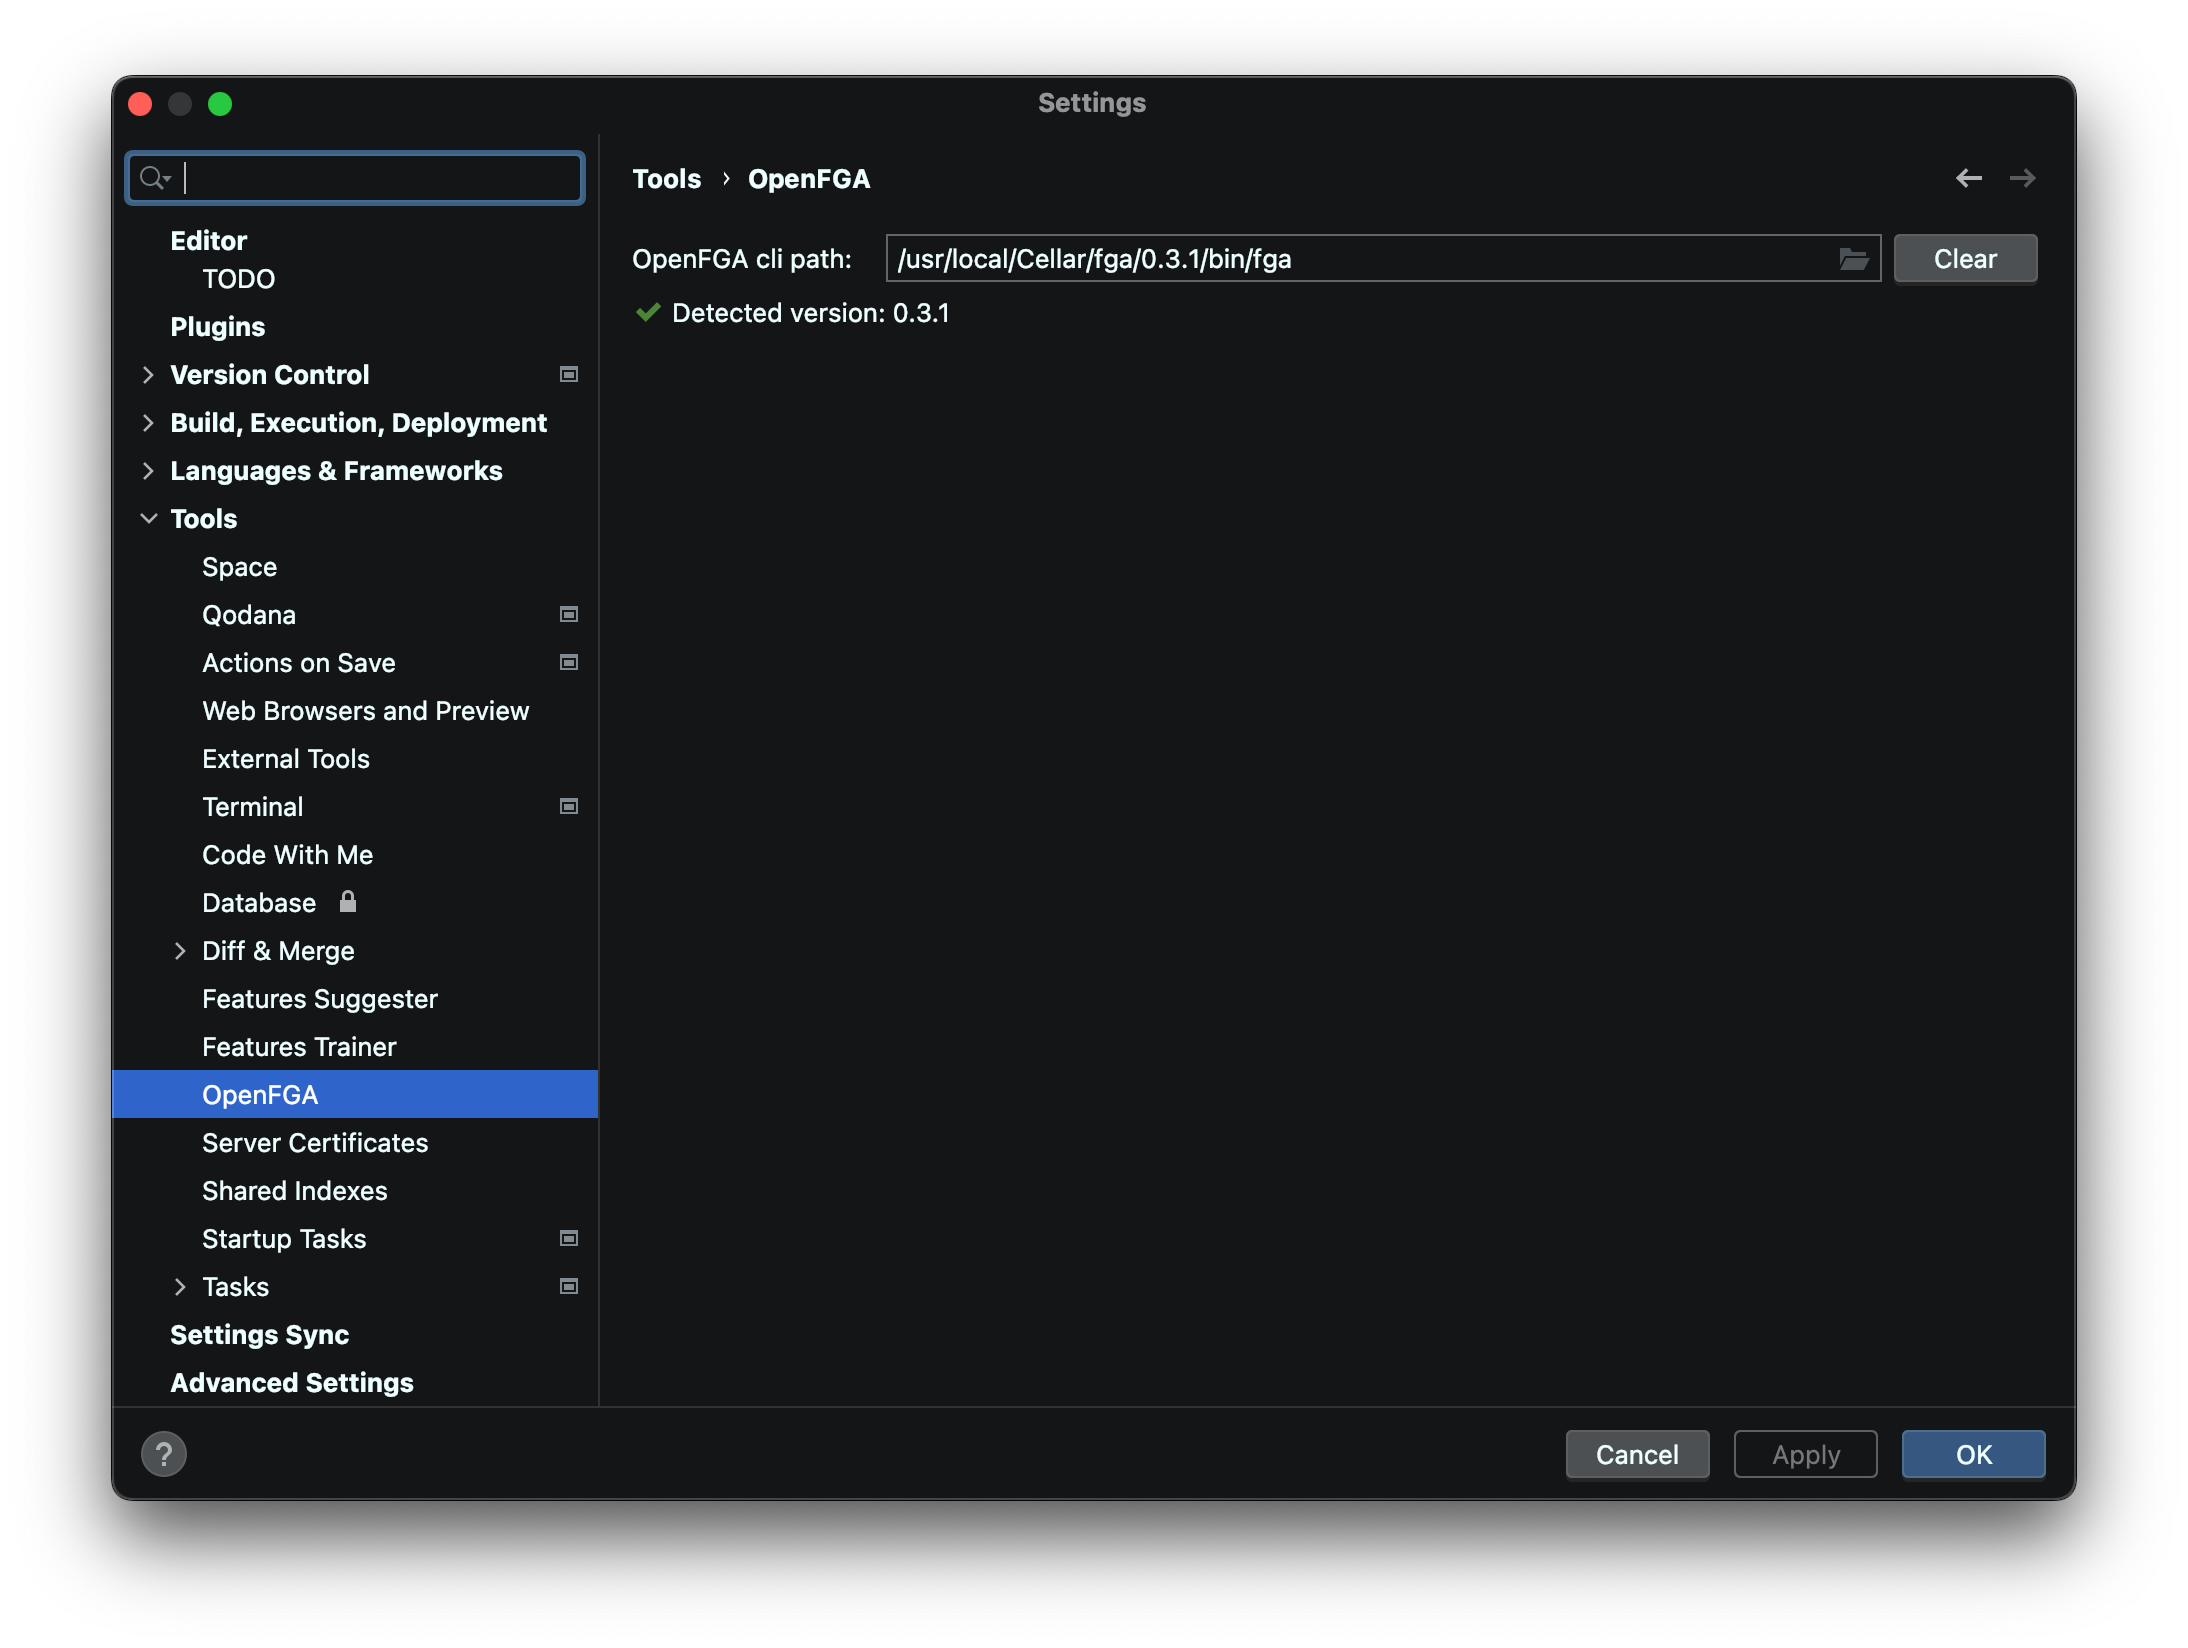 Settings
Editor
TODO
Plugins
Version Control
Build, Execution, Deployment
Languages & Frameworks
Tools
Space
Qodana
Actions on Save
Web Browsers and Preview
External Tools
Terminal
Code With Me
Database
Diff & Merge
Features Suggester
Features Trainer
OpenFGA
Server Certificates
Shared Indexes
Startup Tasks
Tasks
Settings Sync
Advanced Settings
Tools › OpenFGA
OpenFGA cli path: /usr/local/Cellar/fga/0.3.1/bin/fga Clear
Detected version: 0.3.1
? Cancel Apply OK